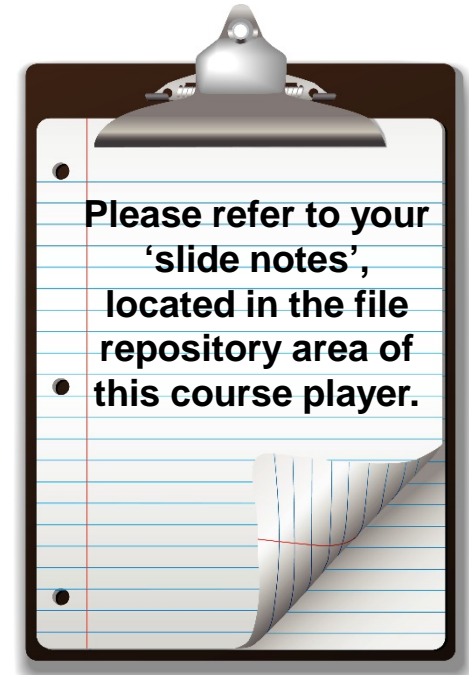 Please refer to your
‘slide notes’,
located in the file
repository area of
this course player.